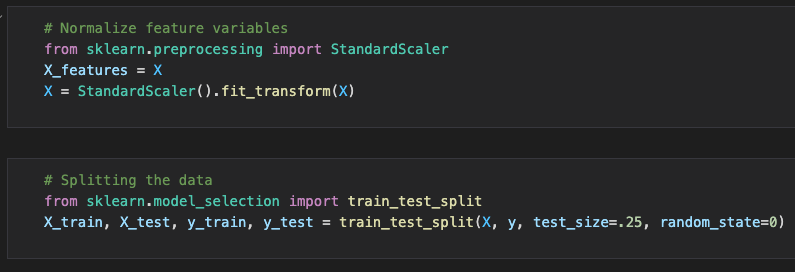 # Normalize feature variables
from sklearn.preprocessing import StandardScaler
X_features = X
X = StandardScaler().fit_transform(X)
# Splitting the data
from sklearn.model_selection import train_test_split
X_train, X_test, y_train, y_test = train_test_split(X, y, test_size=.25, random_state=0)